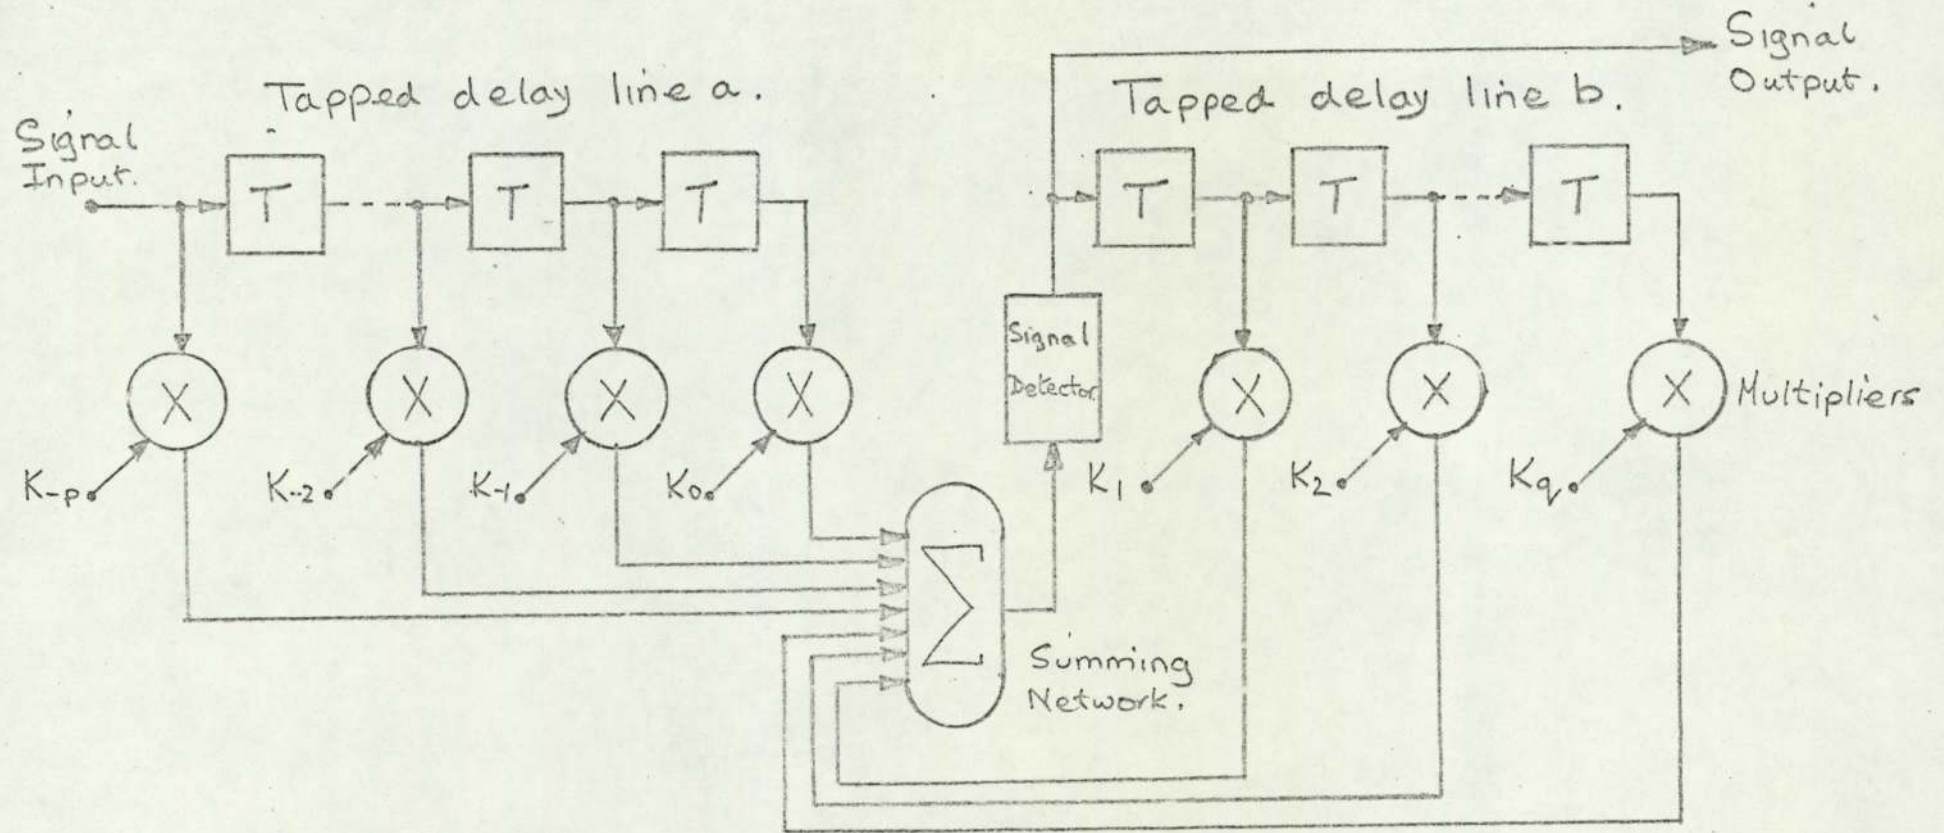 Signal
Output.
Tapped delay line a.
Tapped delay line b.
Signal
Input.
T
T
T
T
T
T
Signal
Detector
X
X
X
X
X
X
X
Multipliers
K-p
K-2
K-1
K0
K1
K2
Kq
Σ
Summing
Network.